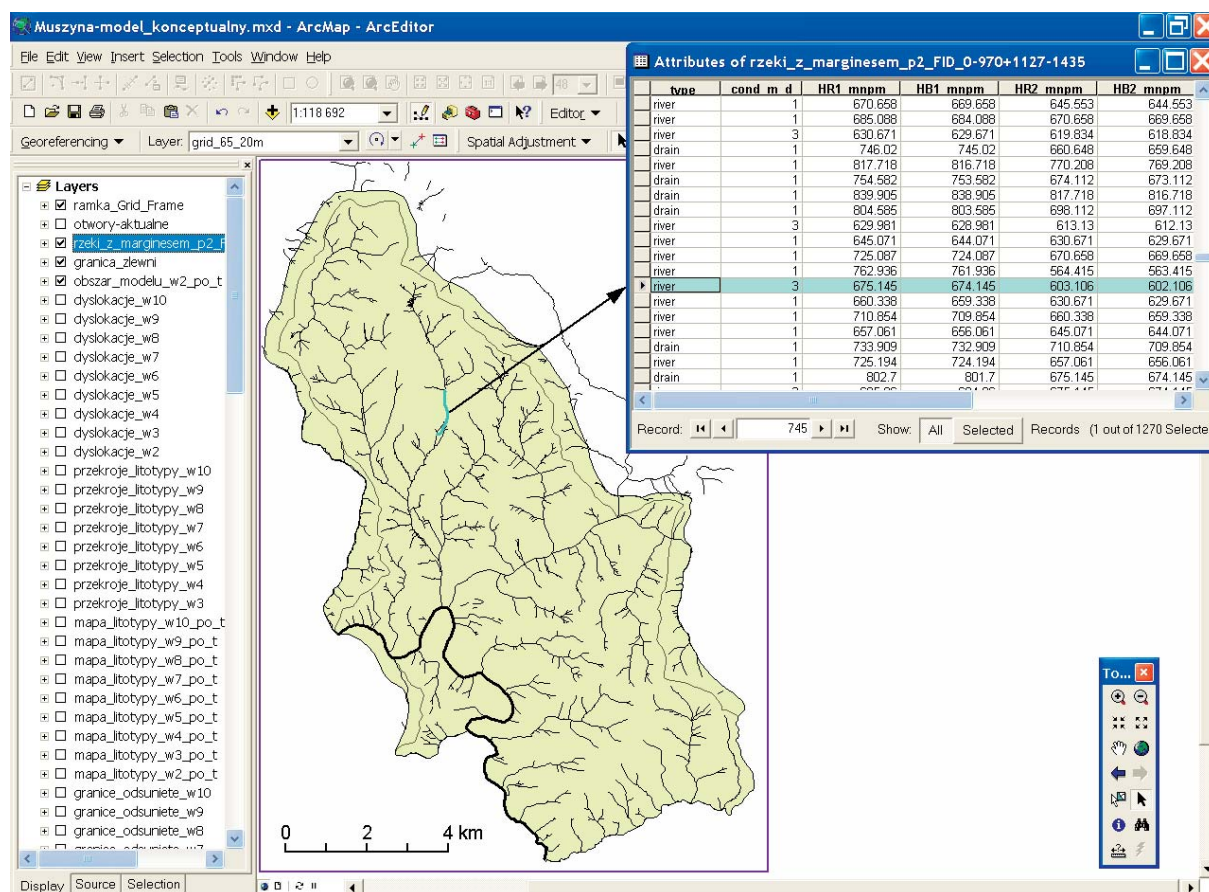 Muszyna-model_konceptualny.mxd - ArcMap - ArcEditor
File Edit View Insert Selection Tools Window Help
1:118 692
Editor
Georeferencing Layer: grid_65_20m Spatial Adjustment
Layers
ramka_Grid_Frame
otwory-aktualne
rzeki_z_marginesem_p2_F
granica_zlewni
obszar_modelu_w2_po_t
dyslokacje_w10
dyslokacje_w9
dyslokacje_w8
dyslokacje_w7
dyslokacje_w6
dyslokacje_w5
dyslokacje_w4
dyslokacje_w3
dyslokacje_w2
przekroje_litotypy_w10
przekroje_litotypy_w9
przekroje_litotypy_w8
przekroje_litotypy_w7
przekroje_litotypy_w6
przekroje_litotypy_w5
przekroje_litotypy_w4
przekroje_litotypy_w3
mapa_litotypy_w10_po_t
mapa_litotypy_w9_po_t
mapa_litotypy_w8_po_t
mapa_litotypy_w7_po_t
mapa_litotypy_w6_po_t
mapa_litotypy_w5_po_t
mapa_litotypy_w4_po_t
mapa_litotypy_w3_po_t
mapa_litotypy_w2_po_t
granice_odsuniete_w10
granice_odsuniete_w9
granice_odsuniete_w8
Display Source Selection
0 2 4 km
Attributes of rzeki_z_marginesem_p2_FID_0-970+1127-1435
type cond_m_d HR1_mnpm HB1_mnpm HR2_mnpm HB2_mnpm
river 1 670.658 669.658 645.553 644.553
river 1 685.088 684.088 670.658 669.658
river 3 630.671 629.671 619.834 618.834
drain 1 746.02 745.02 660.648 659.648
river 1 817.718 816.718 770.208 769.208
drain 1 754.582 753.582 674.112 673.112
drain 1 839.905 838.905 817.718 816.718
drain 1 804.585 803.585 698.112 697.112
river 3 629.981 628.981 613.13 612.13
river 1 645.071 644.071 630.671 629.671
river 1 725.087 724.087 670.658 669.658
river 1 762.936 761.936 564.415 563.415
river 3 675.145 674.145 603.106 602.106
river 1 660.338 659.338 630.671 629.671
river 1 710.854 709.854 660.338 659.338
river 1 657.061 656.061 645.071 644.071
drain 1 733.909 732.909 710.854 709.854
river 1 725.194 724.194 657.061 656.061
drain 1 802.7 801.7 675.145 674.145
Record: 745 Show: All Selected Records (1 out of 1270 Selecte
To...